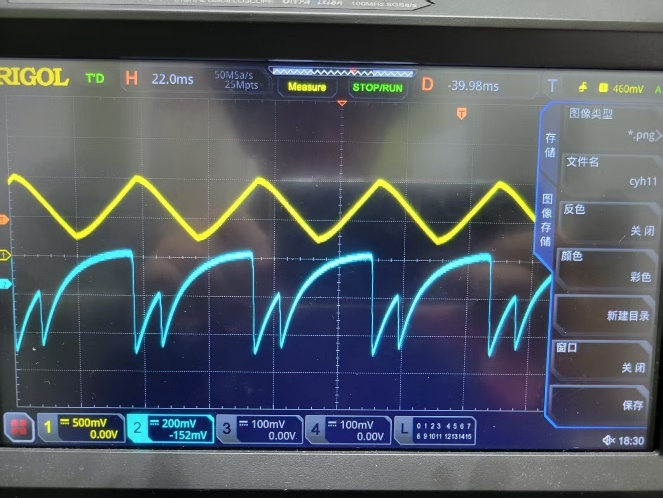 100MHz 8GSa/s
RIGOL T'D H 22.0ms 50MSa/s 25Mpts Measure STOP/RUN D -39.98ms T 1 460mV A
T
存储
图像存储
图像类型
*.png
文件名
cyh11
反色
关闭
颜色
彩色
新建目录
窗口
关闭
保存
1 500mV 0.00V
2 200mV -152mV
3 100mV 0.00V
4 100mV 0.00V
L 0 1 2 3 4 5 6 7
8 9 10 11 12 13 14 15
18:30